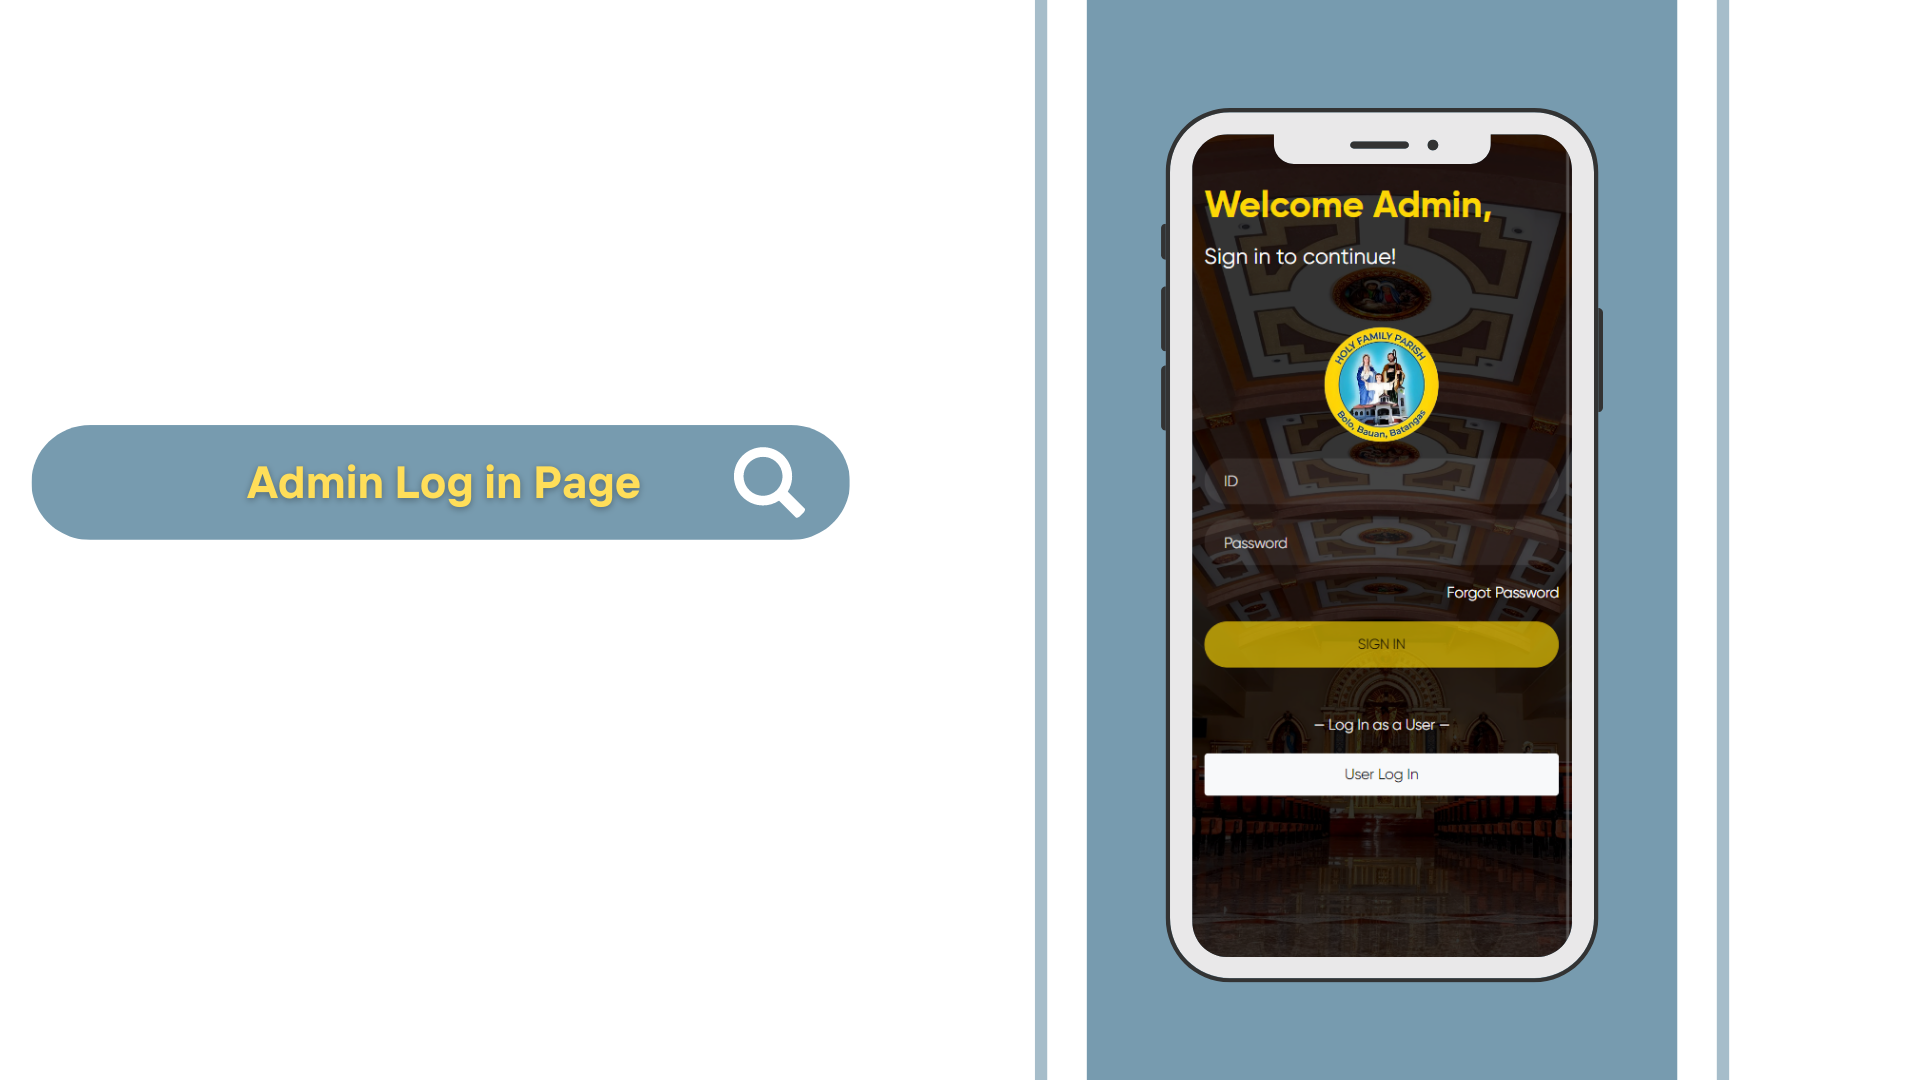 Admin Log in Page
Welcome Admin,
Sign in to continue!
HOLY FAMILY PARISH
Bolo, Bauan, Batangas
ID
Password
Forgot Password
SIGN IN
— Log In as a User —
User Log In